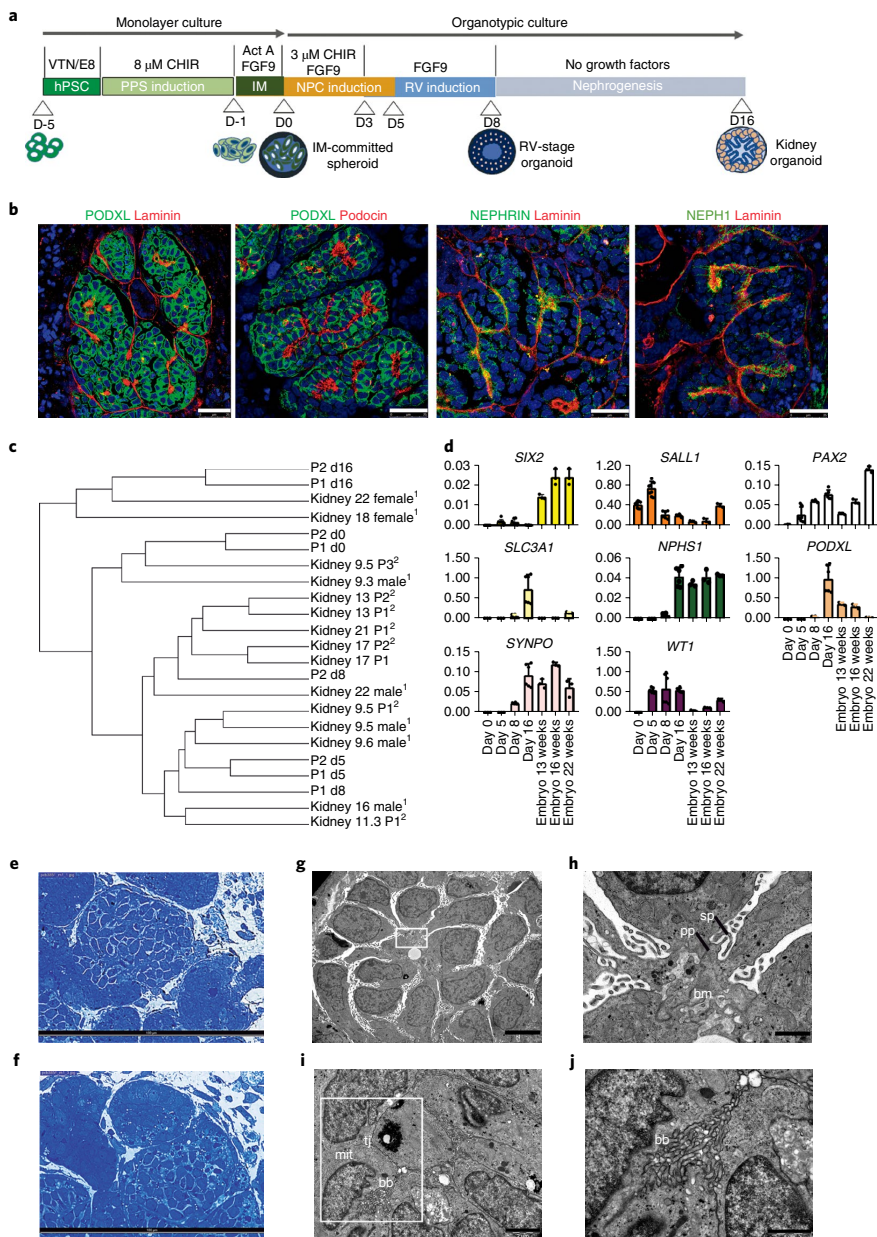 a
Monolayer culture
Organotypic culture
VTN/E8
8 μM CHIR
Act A
FGF9
3 μM CHIR
FGF9
FGF9
No growth factors
hPSC
PPS induction
IM
NPC induction
RV induction
Nephrogenesis
D-5
D-1
D0
D3
D5
D8
D16
IM-committed
spheroid
RV-stage
organoid
Kidney
organoid
b
PODXL Laminin
PODXL Podocin
NEPHRIN Laminin
NEPH1 Laminin
c
P2 d16
P1 d16
Kidney 22 female1
Kidney 18 female1
P2 d0
P1 d0
Kidney 9.5 P32
Kidney 9.3 male1
Kidney 13 P22
Kidney 13 P12
Kidney 21 P12
Kidney 17 P22
Kidney 17 P1
P2 d8
Kidney 22 male1
Kidney 9.5 P12
Kidney 9.5 male1
Kidney 9.6 male1
P2 d5
P1 d5
P1 d8
Kidney 16 male1
Kidney 11.3 P12
d
SIX2
0.03
0.02
0.01
0.00
SALL1
1.20
0.80
0.40
0.00
PAX2
0.15
0.10
0.05
0.00
SLC3A1
1.50
1.00
0.50
0.00
NPHS1
0.06
0.04
0.02
0.00
PODXL
1.50
1.00
0.50
0.00
Day 0
Day 5
Day 8
Day 16
Embryo 13 weeks
Embryo 16 weeks
Embryo 22 weeks
SYNPO
0.15
0.10
0.05
0.00
Day 0
Day 5
Day 8
Day 16
Embryo 13 weeks
Embryo 16 weeks
Embryo 22 weeks
WT1
1.50
1.00
0.50
0.00
Day 0
Day 5
Day 8
Day 16
Embryo 13 weeks
Embryo 16 weeks
Embryo 22 weeks
e
g
h
sp
pp
bm
f
i
tj
mit
bb
j
bb